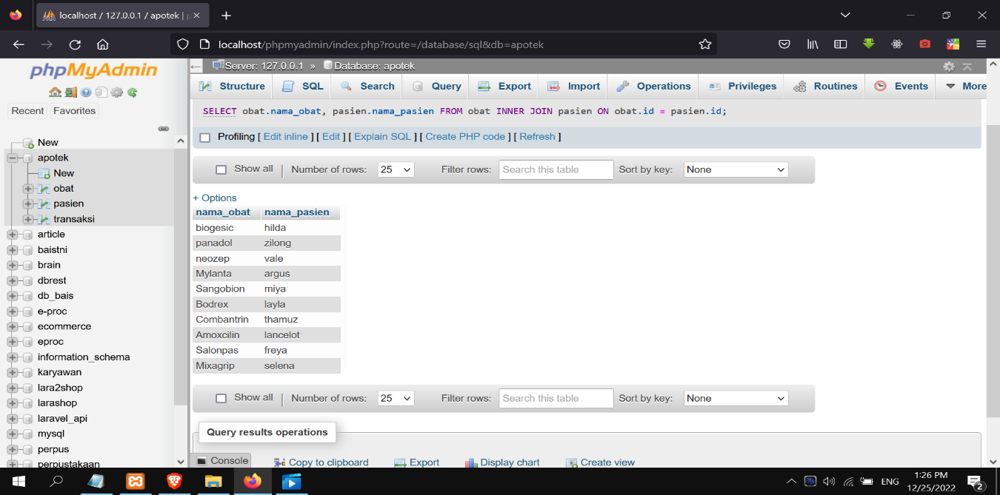 localhost / 127.0.0.1 / apotek | p
localhost/phpmyadmin/index.php?route=/database/sql&db=apotek
phpMyAdmin
Recent Favorites
New
apotek
New
obat
pasien
transaksi
article
baistni
brain
dbrest
db_bais
e-proc
ecommerce
eproc
information_schema
karyawan
lara2shop
larashop
laravel_api
mysql
perpus
perpustakaan
Server: 127.0.0.1 » Database: apotek
Structure SQL Search Query Export Import Operations Privileges Routines Events More
SELECT obat.nama_obat, pasien.nama_pasien FROM obat INNER JOIN pasien ON obat.id = pasien.id;
Profiling [ Edit inline ] [ Edit ] [ Explain SQL ] [ Create PHP code ] [ Refresh ]
Show all | Number of rows: 25 Filter rows: Search this table Sort by key: None
+ Options
nama_obat nama_pasien
biogesic hilda
panadol zilong
neozep vale
Mylanta argus
Sangobion miya
Bodrex layla
Combantrin thamuz
Amoxcilin lancelot
Salonpas freya
Mixagrip selena
Show all | Number of rows: 25 Filter rows: Search this table Sort by key: None
Query results operations
Console Copy to clipboard Export Display chart Create view
ENG
1:26 PM
12/25/2022
2